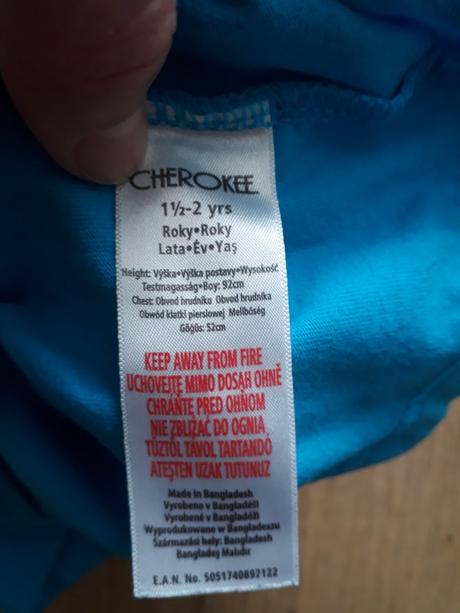 CHEROKEE
1½-2 yrs
Roky•Roky
Lata•Év•Yaş
Height: Výška•Výška postavy•Wysokość
Testmagasság•Boy: 92cm
Chest: Obvod hrudníku Obvod hrudníka
Obwód klatki piersiowej Mellbőség
Göğüs: 52cm
KEEP AWAY FROM FIRE
UCHOVEJTE MIMO DOSAH OHNĚ
CHRÁŇTE PRED OHŇOM
NIE ZBLIŻAĆ DO OGNIA
TŰZTŐL TÁVOL TARTANDÓ
ATEŞTEN UZAK TUTUNUZ
Made in Bangladesh
Vyrobeno v Bangladéši
Vyrobené v Bangladéši
Wyprodukowano w Bangladeszu
Származási hely: Bangladesh
Bangladeş Malıdır
E.A.N. No. 5051740892122